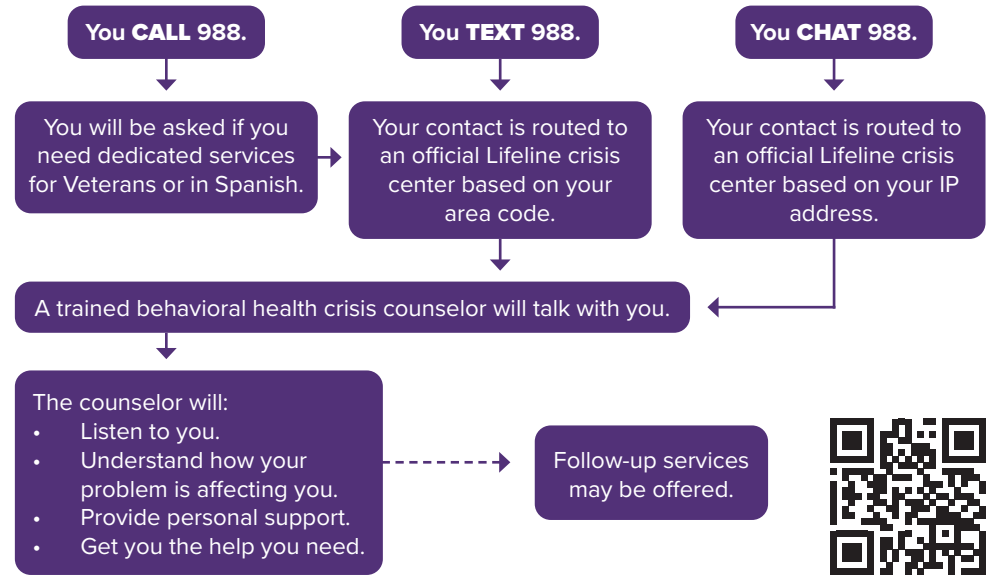 You CALL 988.
You TEXT 988.
You CHAT 988.
You will be asked if you
need dedicated services
for Veterans or in Spanish.
Your contact is routed to
an official Lifeline crisis
center based on your
area code.
Your contact is routed to
an official Lifeline crisis
center based on your IP
address.
A trained behavioral health crisis counselor will talk with you.
The counselor will:
• Listen to you.
• Understand how your
problem is affecting you.
• Provide personal support.
• Get you the help you need.
Follow-up services
may be offered.